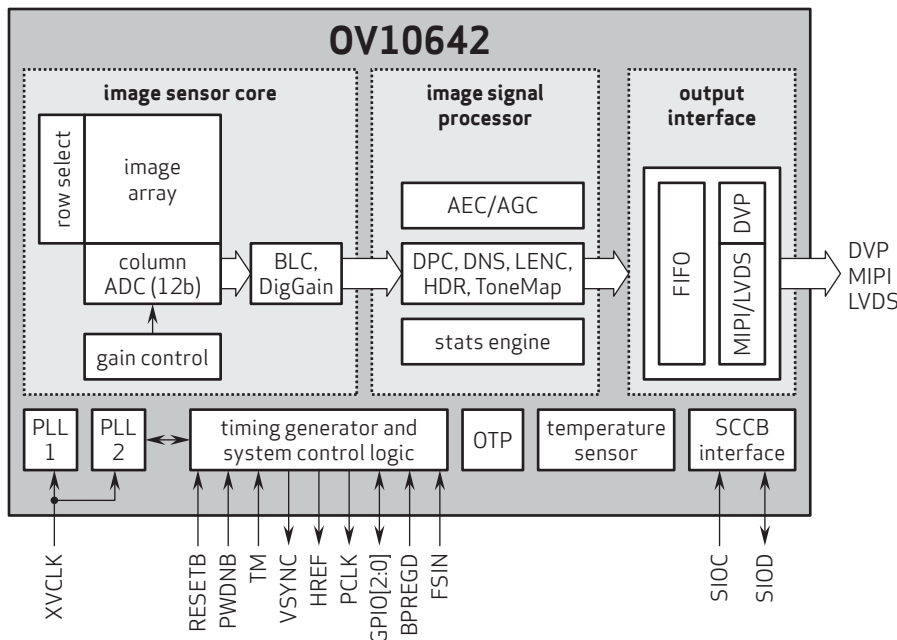 OV10642
image sensor core
row select
image
array
column
ADC (12b)
gain control
BLC,
DigGain
image signal
processor
AEC/AGC
DPC, DNS, LENC,
HDR, ToneMap
stats engine
output
interface
FIFO
DVP
MIPI/LVDS
DVP
MIPI
LVDS
PLL
1
PLL
2
timing generator and
system control logic
OTP
temperature
sensor
SCCB
interface
XVCLK
RESETB
PWDNB
TM
VSYNC
HREF
PCLK
GPIO[2:0]
BPREGD
FSIN
SIOC
SIOD